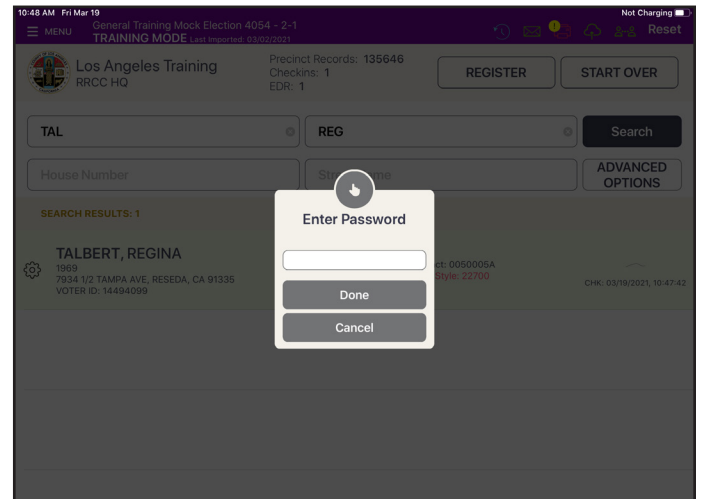 10:48 AM Fri Mar 19
Not Charging
MENU
General Training Mock Election 4054 - 2-1
TRAINING MODE Last Imported: 03/02/2021
Reset
Los Angeles Training
RRCC HQ
Precinct Records: 135646
Checkins: 1
EDR: 1
REGISTER
START OVER
TAL
REG
Search
House Number
ADVANCED
OPTIONS
SEARCH RESULTS: 1
Enter Password
Done
Cancel
TALBERT, REGINA
1969
7934 1/2 TAMPA AVE, RESEDA, CA 91335
VOTER ID: 14494099
ct: 0050005A
Style: 22700
CHK: 03/19/2021, 10:47:42